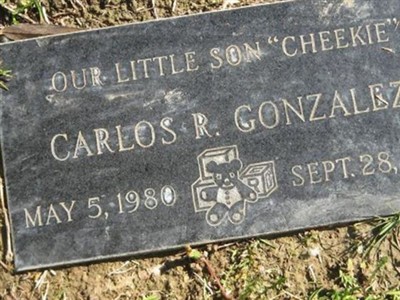 OUR LITTLE SON "CHEEKIE"
CARLOS R. GONZALEZ
MAY 5, 1980 SEPT. 28,